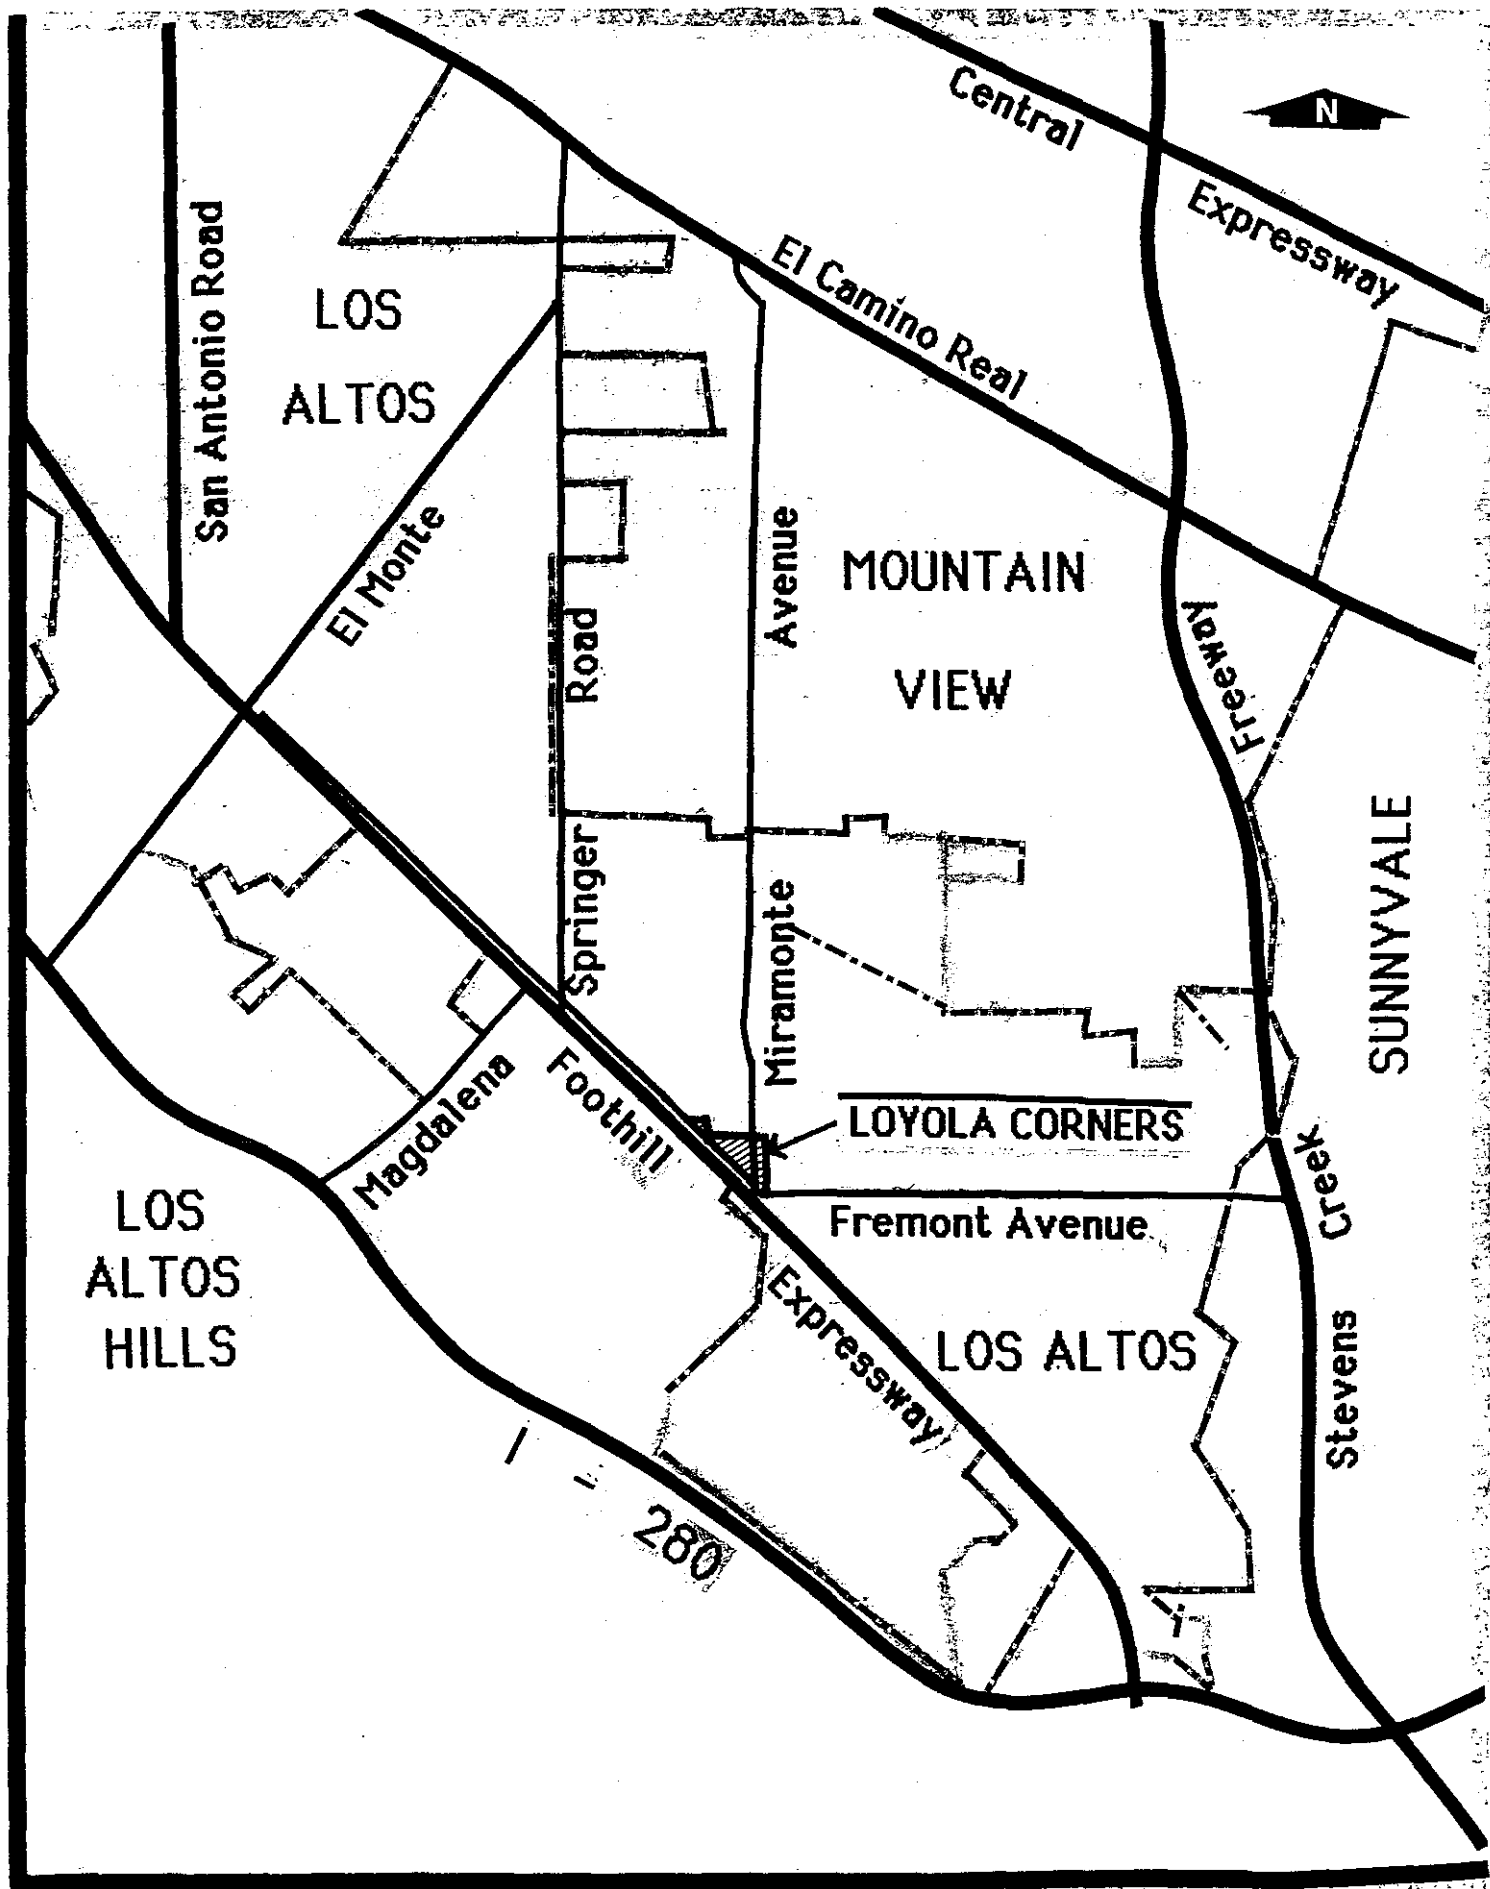 Central
N
Expressway
San Antonio Road
El Camino Real
LOS
ALTOS
El Monte
Avenue
MOUNTAIN
VIEW
Road
Freeway
SUNNYVALE
Springer
Miramonte
Magdalena
Foothill
LOYOLA CORNERS
Creek
Fremont Avenue
LOS
ALTOS
HILLS
Expressway
LOS ALTOS
Stevens
I - 280